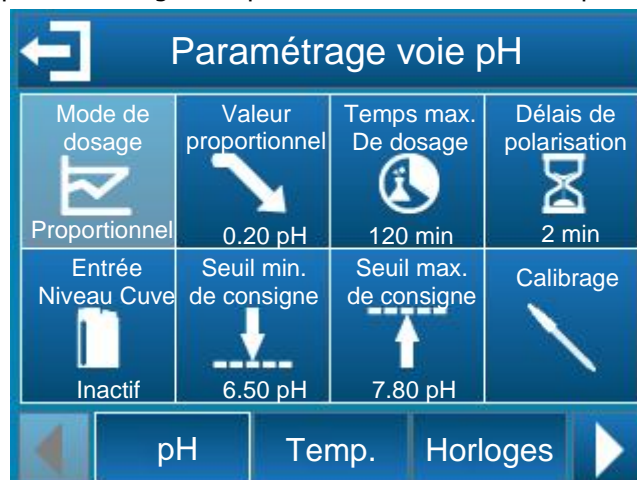 Paramétrage voie pH
Mode de
dosage
Proportionnel
Valeur
proportionnel
0.20 pH
Temps max.
De dosage
120 min
Délais de
polarisation
2 min
Entrée
Niveau Cuve
Inactif
Seuil min.
de consigne
6.50 pH
Seuil max.
de consigne
7.80 pH
Calibrage
pH
Temp.
Horloges